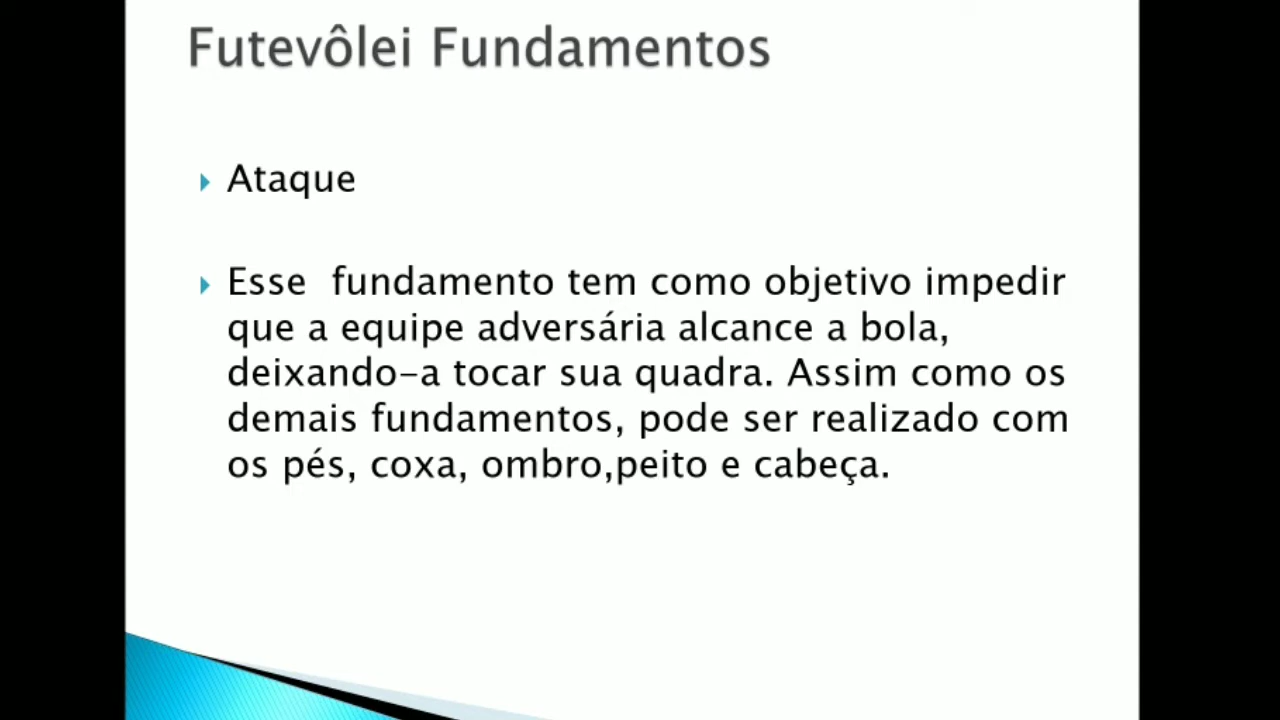 Futevôlei Fundamentos
Ataque
Esse  fundamento tem como objetivo impedir
que a equipe adversária alcance a bola,
deixando-a tocar sua quadra. Assim como os
demais fundamentos, pode ser realizado com
os pés, coxa, ombro,peito e cabeça.